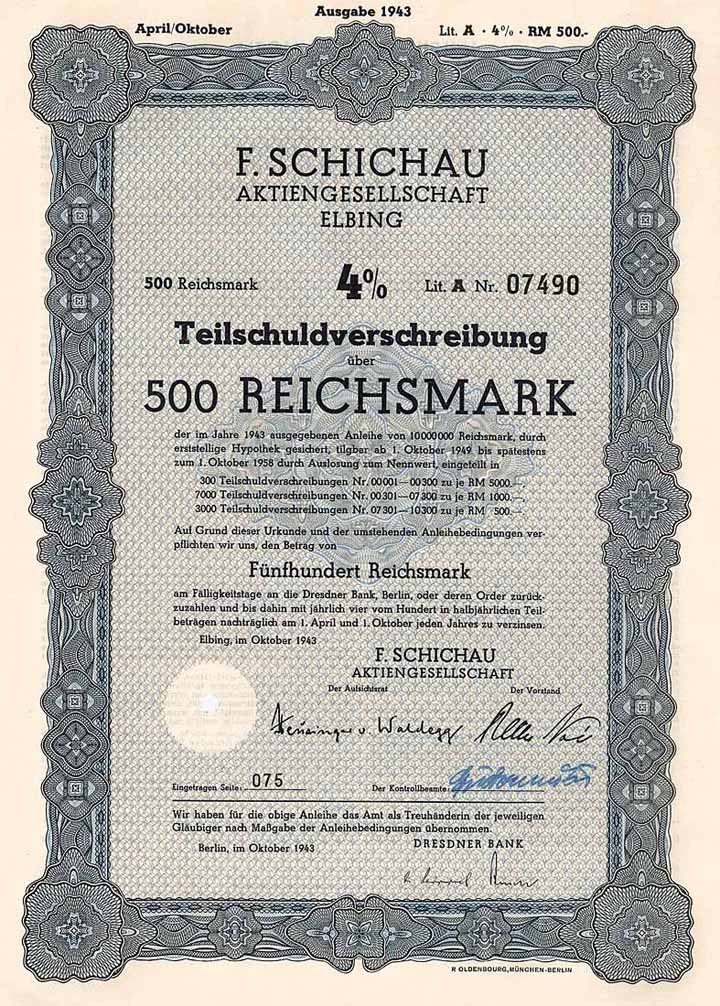 Ausgabe 1943
April/Oktober
Lit. A · 4% · RM 500.-
F. SCHICHAU
AKTIENGESELLSCHAFT
ELBING
500 Reichsmark 4% Lit. A Nr. 07490
Teilschuldverschreibung
über
500 REICHSMARK
der im Jahre 1943 ausgegebenen Anleihe von 10000000 Reichsmark, durch
erststellige Hypothek gesichert, tilgbar ab 1. Oktober 1949 bis spätestens
zum 1. Oktober 1958 durch Auslosung zum Nennwert, eingeteilt in
300 Teilschuldverschreibungen Nr. 00001—00300 zu je RM 5000.—
7000 Teilschuldverschreibungen Nr. 00301—07300 zu je RM 1000.—,
3000 Teilschuldverschreibungen Nr. 07301—10300 zu je RM 500.—.
Auf Grund dieser Urkunde und der umstehenden Anleihebedingungen ver-
pflichten wir uns, den Betrag von
Fünfhundert Reichsmark
am Fälligkeitstage an die Dresdner Bank, Berlin, oder deren Order zurück-
zuzahlen und bis dahin mit jährlich vier vom Hundert in halbjährlichen Teil-
beträgen nachträglich am 1. April und 1. Oktober jeden Jahres zu verzinsen.
Elbing, im Oktober 1943
F. SCHICHAU
AKTIENGESELLSCHAFT
Der Aufsichtsrat Der Vorstand
v. Waldegg
Eingetragen Seite: 075 Der Kontrollbeamte:
Wir haben für die obige Anleihe das Amt als Treuhänderin der jeweiligen
Gläubiger nach Maßgabe der Anleihebedingungen übernommen.
Berlin, im Oktober 1943 DRESDNER BANK
R. OLDENBOURG, MÜNCHEN-BERLIN